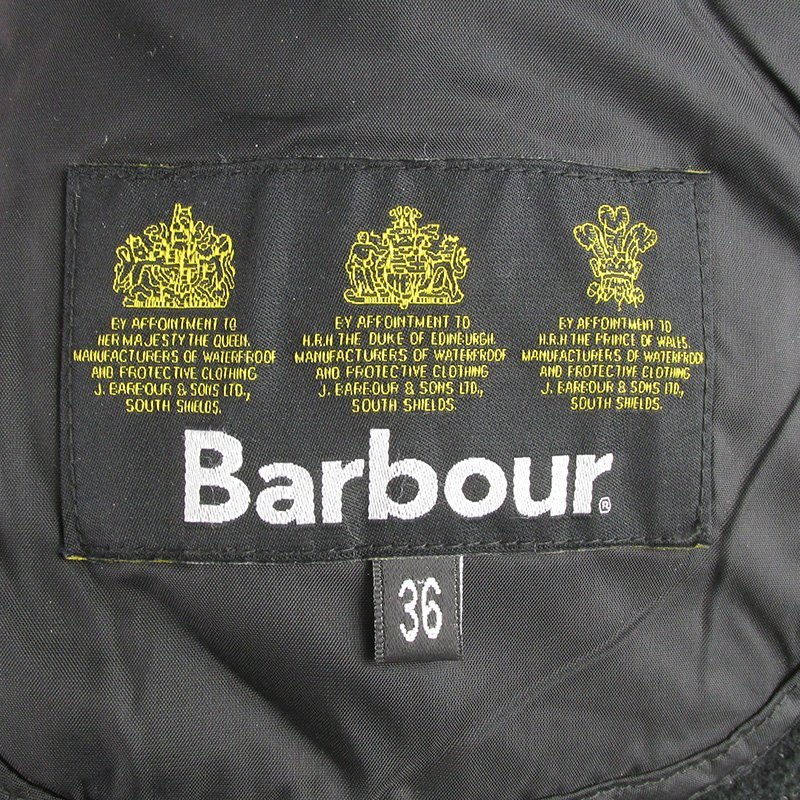 BY APPOINTMENT TO
HER MAJESTY THE QUEEN.
MANUFACTURERS OF WATERPROOF
AND PROTECTIVE CLOTHING
J. BARBOUR & SONS LTD.,
SOUTH SHIELDS.
BY APPOINTMENT TO
H.R.H THE DUKE OF EDINBURGH.
MANUFACTURERS OF WATERPROOF
AND PROTECTIVE CLOTHING
J. BARBOUR & SONS LTD.,
SOUTH SHIELDS.
BY APPOINTMENT TO
H.R.H THE PRINCE OF WALES.
MANUFACTURERS OF WATERPROOF
AND PROTECTIVE CLOTHING
J. BARBOUR & SONS LTD.,
SOUTH SHIELDS.
Barbour®
36